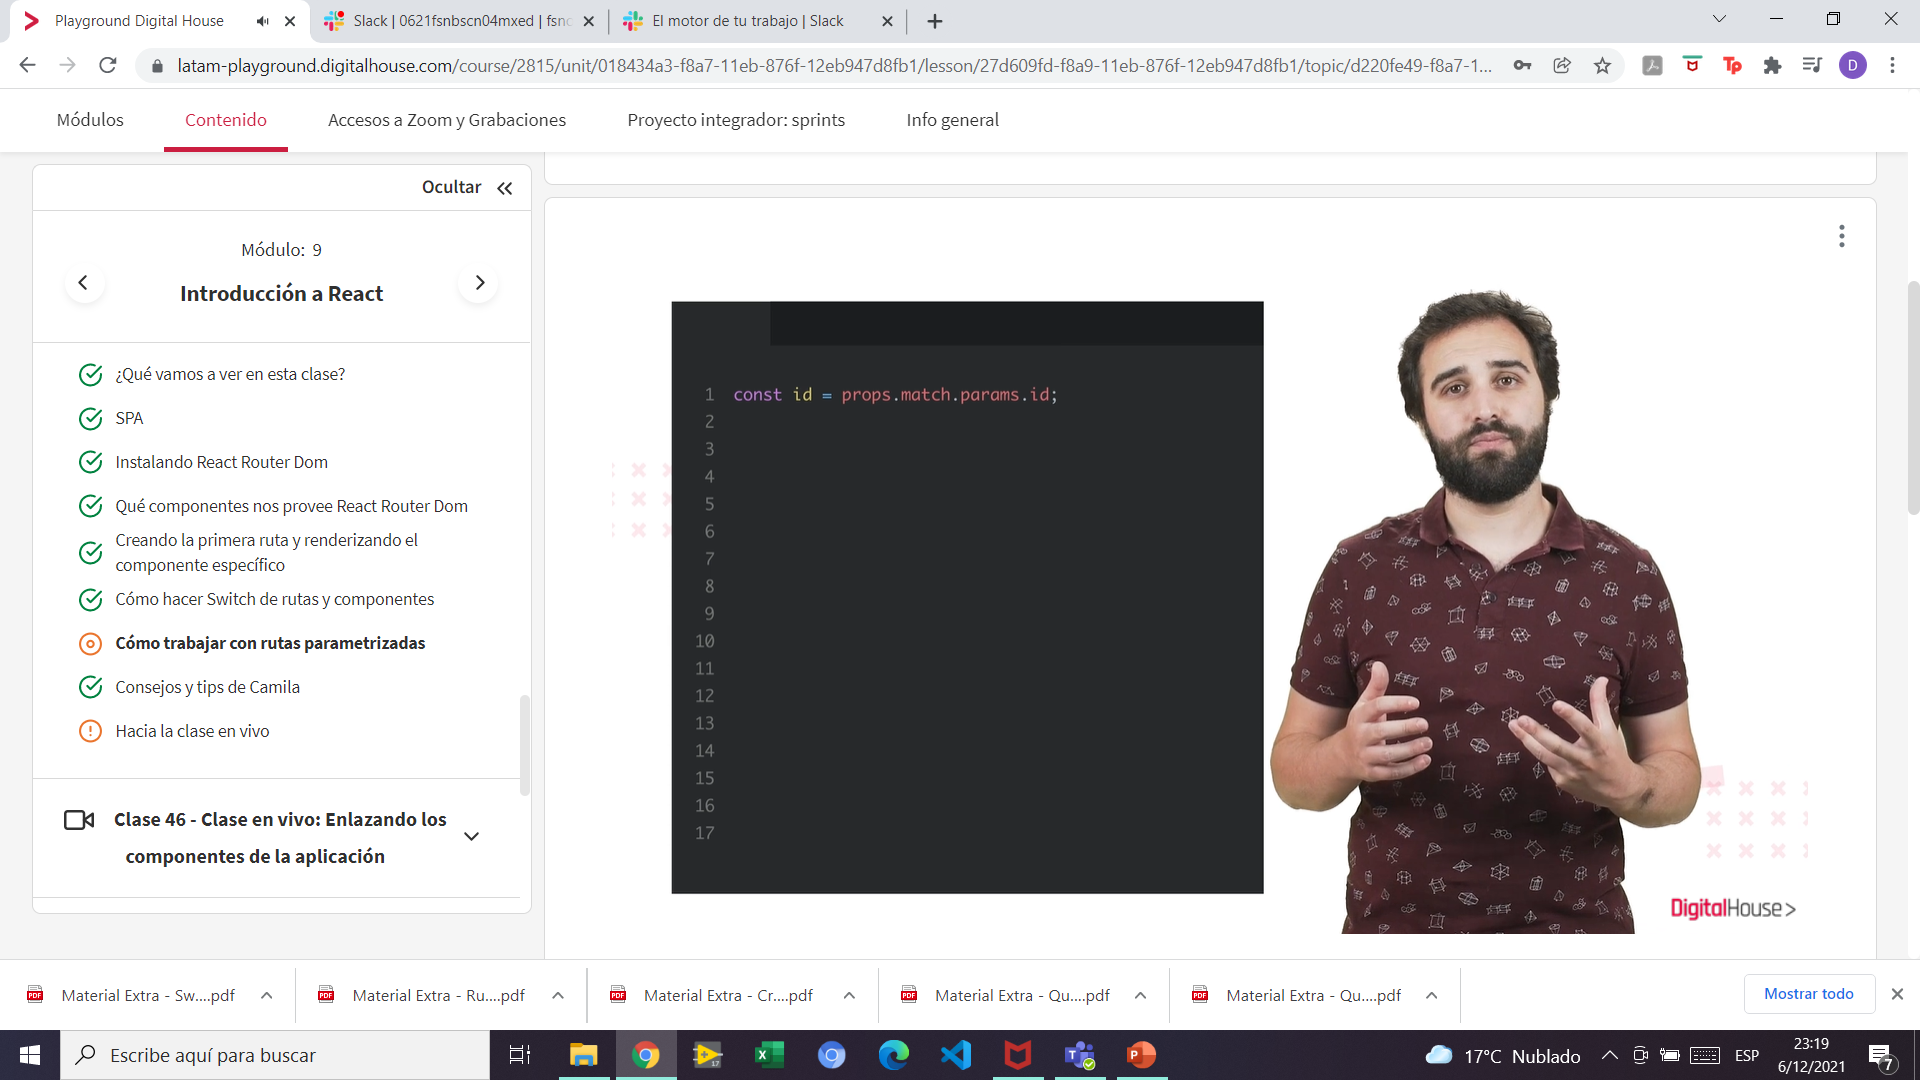 Playground Digital House
Slack | 0621fsnbscn04mxed | fsnc
El motor de tu trabajo | Slack
latam-playground.digitalhouse.com/course/2815/unit/018434a3-f8a7-11eb-876f-12eb947d8fb1/lesson/27d609fd-f8a9-11eb-876f-12eb947d8fb1/topic/d220fe49-f8a7-1...
Tp
D
Módulos
Contenido
Accesos a Zoom y Grabaciones
Proyecto integrador: sprints
Info general
Ocultar
Módulo: 9
Introducción a React
¿Qué vamos a ver en esta clase?
SPA
Instalando React Router Dom
Qué componentes nos provee React Router Dom
Creando la primera ruta y renderizando el
componente específico
Cómo hacer Switch de rutas y componentes
Cómo trabajar con rutas parametrizadas
Consejos y tips de Camila
Hacia la clase en vivo
Clase 46 - Clase en vivo: Enlazando los
componentes de la aplicación
1 const id = props.match.params.id;
2
3
4
5
6
7
8
9
10
11
12
13
14
15
16
17
DigitalHouse>
PDF Material Extra - Sw....pdf
PDF Material Extra - Ru....pdf
PDF Material Extra - Cr....pdf
PDF Material Extra - Qu....pdf
PDF Material Extra - Qu....pdf
Mostrar todo
Escribe aquí para buscar
17°C Nublado
ESP
23:19
6/12/2021
7